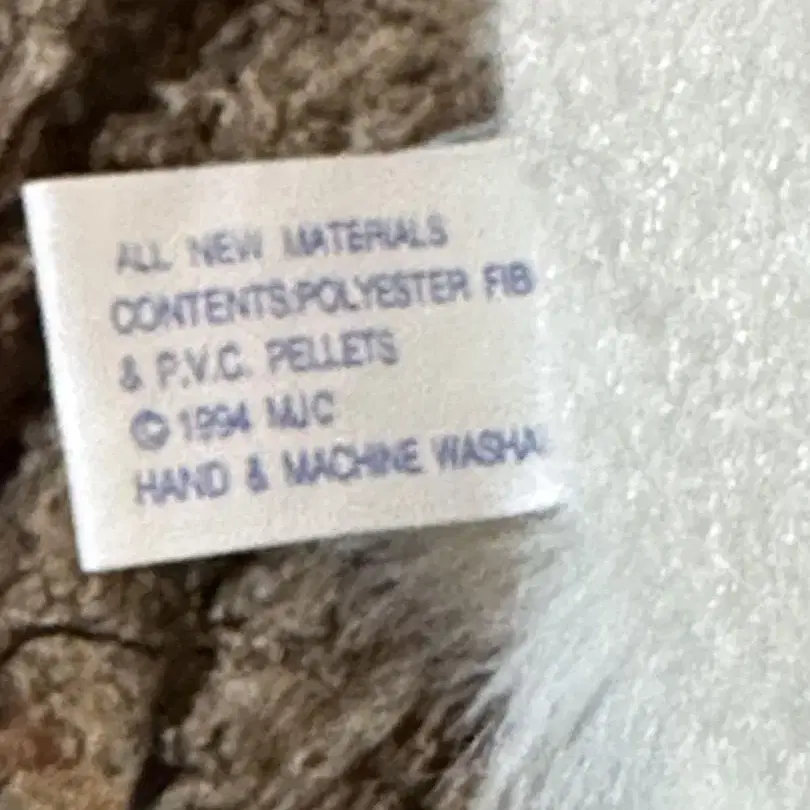 ALL NEW MATERIALS
CONTENTS:POLYESTER FIB
& P.V.C. PELLETS
© 1994 MJC
HAND & MACHINE WASHA